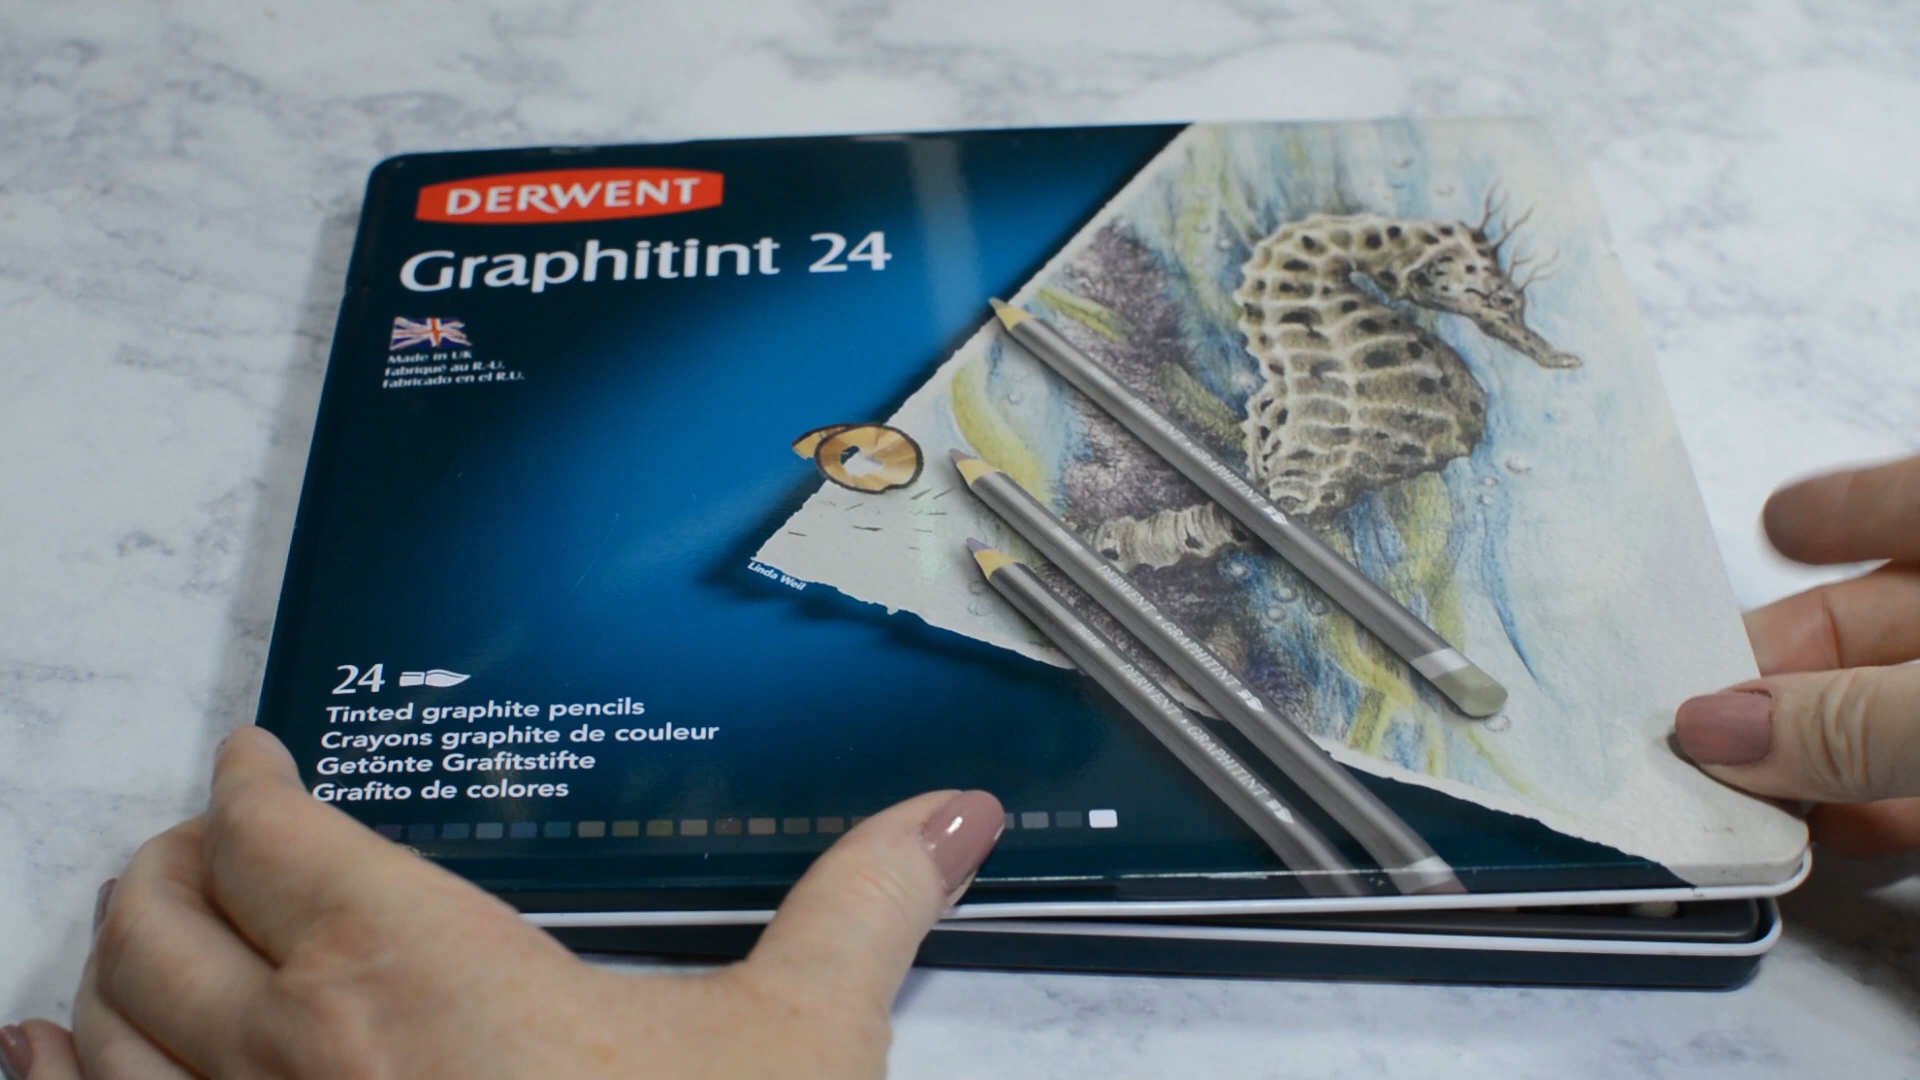 DERWENT
Graphitint 24
Made in UK
Fabriqué au R.-U.
Fabricado en el R.U.
Linda Weil
24
Tinted graphite pencils
Crayons graphite de couleur
Getönte Grafitstifte
Grafito de colores
DERWENT • GRAPHITINT
DERWENT • GRAPHITINT
DERWENT • GRAPHITINT